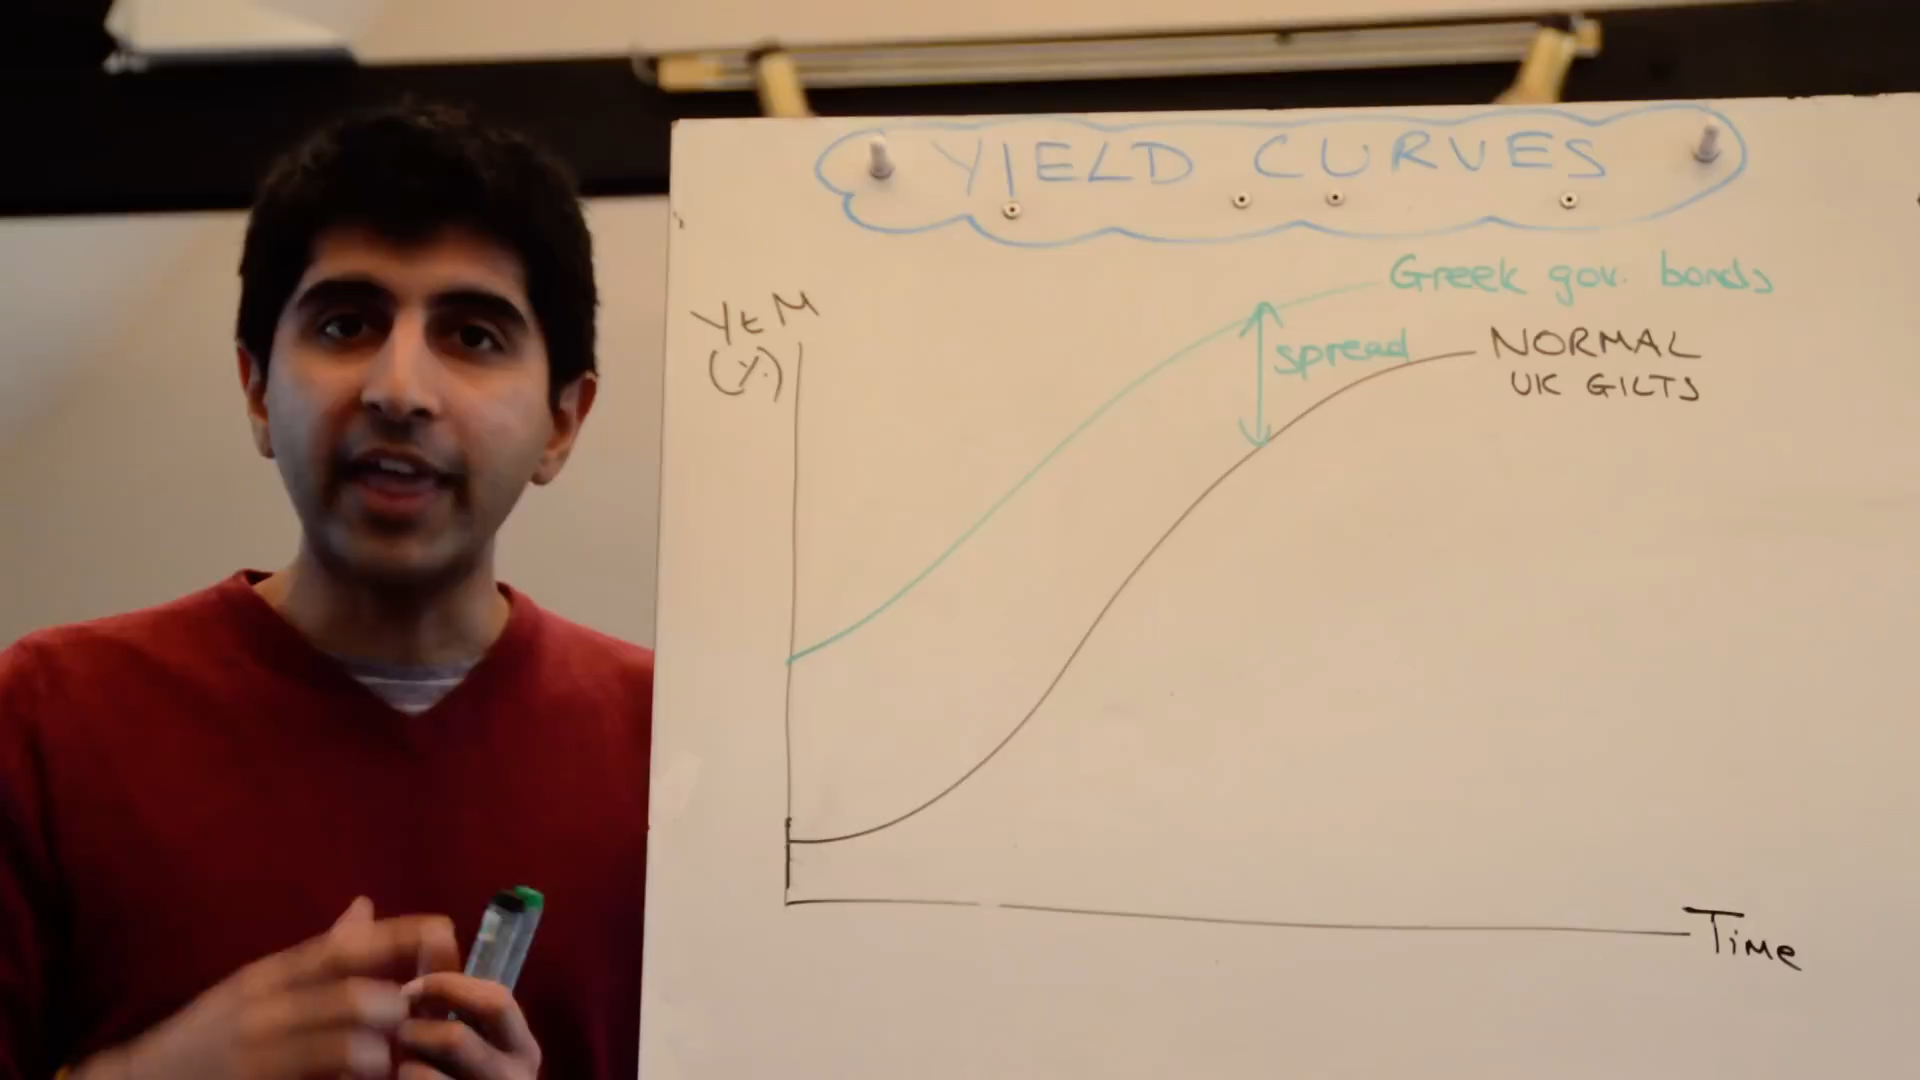 YIELD CURVES
Greek gov. bonds
YtM
(%)
spread
NORMAL
UK GILTS
Time